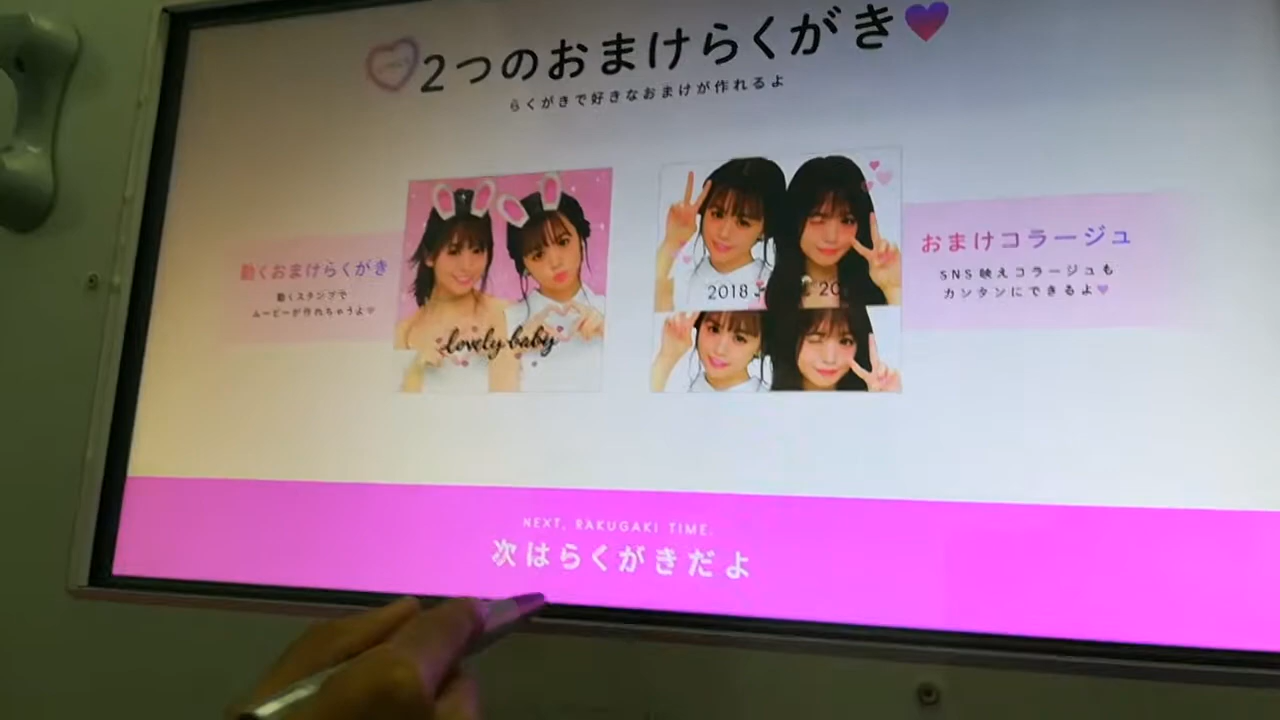 2つのおまけらくがき
らくがきで好きなおまけが作れるよ
動くおまけらくがき
動くスタンプで
ムービーが作れちゃうよ♡
lovely baby
2018
20
おまけコラージュ
SNS映えコラージュも
カンタンにできるよ♥
NEXT, RAKUGAKI TIME.
次はらくがきだよ